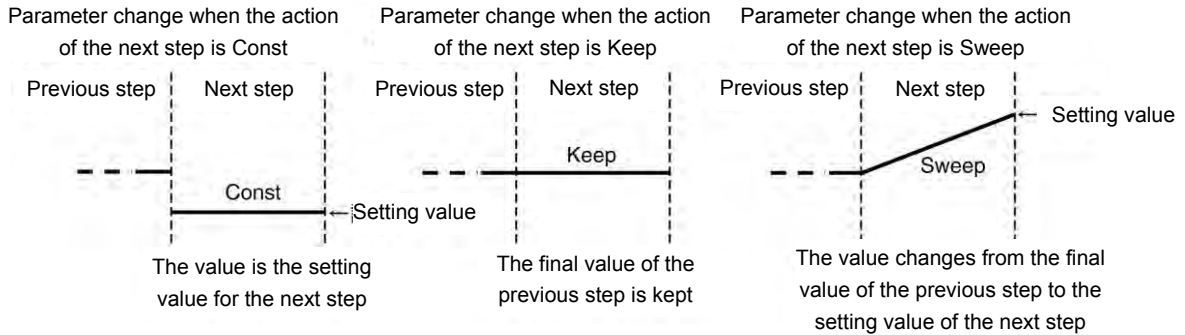 Parameter change when the action
of the next step is Const
Previous step
Next step
Const
←Setting value
The value is the setting
value for the next step
Parameter change when the action
of the next step is Keep
Previous step
Next step
Keep
The final value of the
previous step is kept
Parameter change when the action
of the next step is Sweep
Previous step
Next step
← Setting value
Sweep
The value changes from the final
value of the previous step to the
setting value of the next step